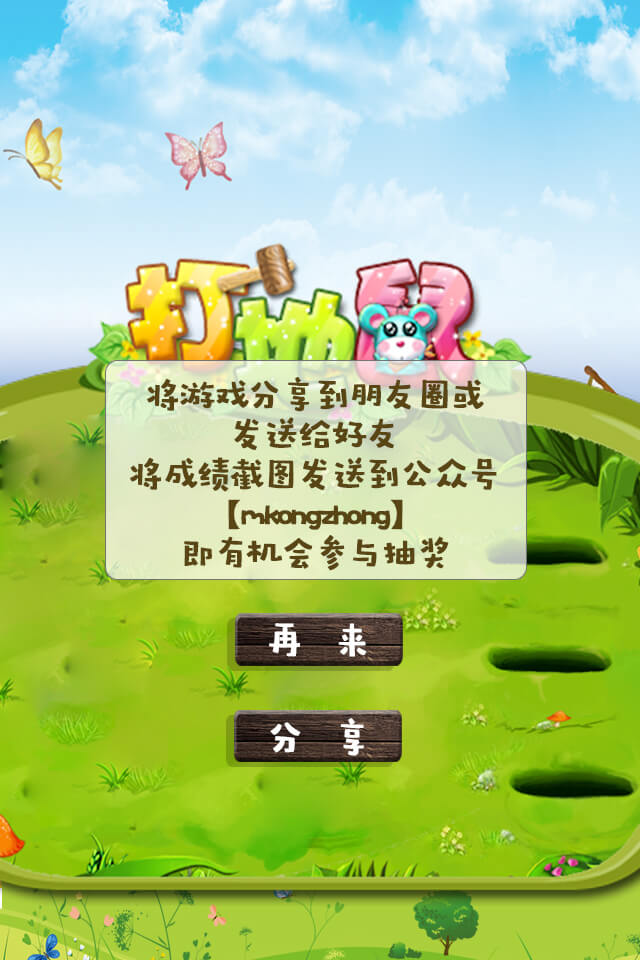 打地鼠
将游戏分享到朋友圈或
发送给好友
将成绩截图发送到公众号
【mkongzhong】
即有机会参与抽奖
再 来
分 享